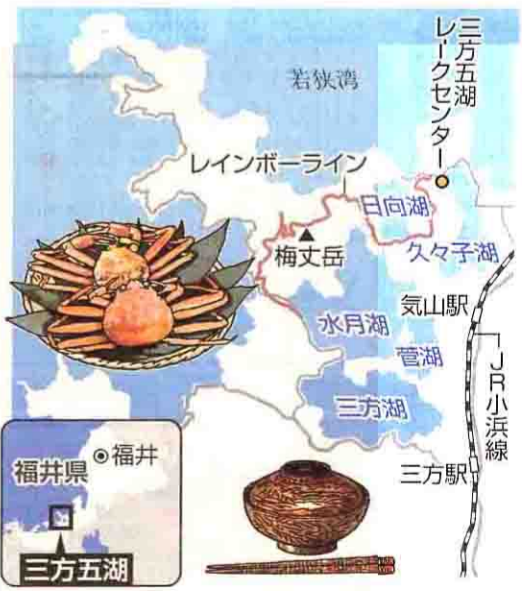 三方五湖
レークセンター
若狭湾
レインボーライン
日向湖
梅丈岳
久々子湖
気山駅
水月湖
菅湖
JR小浜線
三方湖
三方駅
福井
福井県
三方五湖